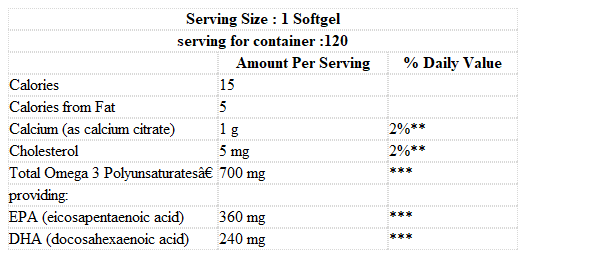 Serving Size : 1 Softgel
serving for container :120
Amount Per Serving % Daily Value
Calories 15
Calories from Fat 5
Calcium (as calcium citrate) 1 g 2%**
Cholesterol 5 mg 2%**
Total Omega 3 Polyunsaturatesâ€ 700 mg ***
providing:
EPA (eicosapentaenoic acid) 360 mg ***
DHA (docosahexaenoic acid) 240 mg ***